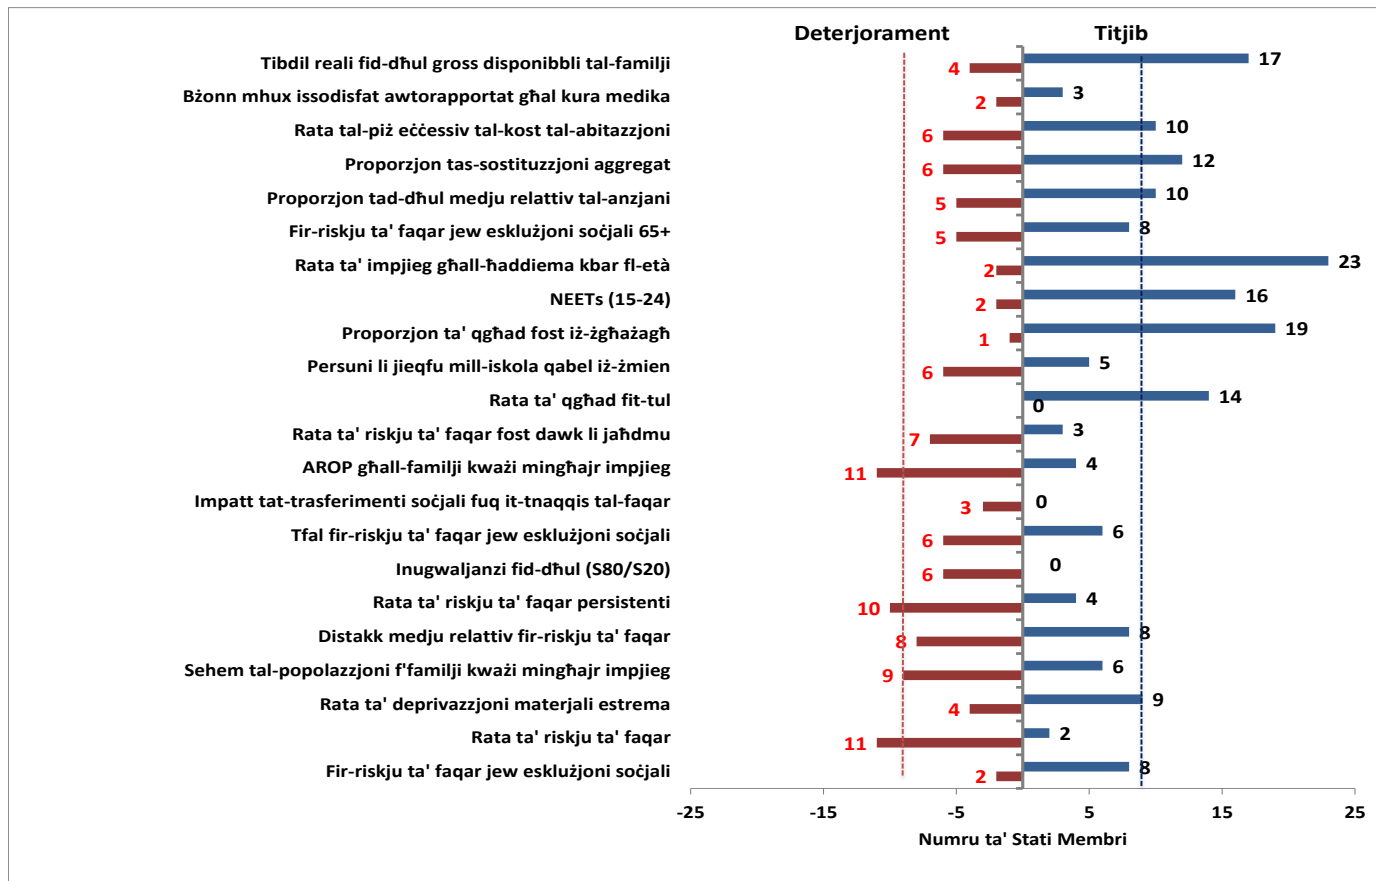 Deterjorament Titjib
Tibdil reali fid-dħul gross disponibbli tal-familji 4 17
Bżonn mhux issodisfat awtorapportat għal kura medika 2 3
Rata tal-piż eċċessiv tal-kost tal-abitazzjoni 6 10
Proporzjon tas-sostituzzjoni aggregat 6 12
Proporzjon tad-dħul medju relattiv tal-anzjani 5 10
Fir-riskju ta' faqar jew esklużjoni soċjali 65+ 5 8
Rata ta' impjieg għall-ħaddiema kbar fl-età 2 23
NEETs (15-24) 2 16
Proporzjon ta' qgħad fost iż-żgħażagħ 1 19
Persuni li jieqfu mill-iskola qabel iż-żmien 6 5
Rata ta' qgħad fit-tul 0 14
Rata ta' riskju ta' faqar fost dawk li jaħdmu 7 3
AROP għall-familji kważi mingħajr impjieg 11 4
Impatt tat-trasferimenti soċjali fuq it-tnaqqis tal-faqar 3 0
Tfal fir-riskju ta' faqar jew esklużjoni soċjali 6 6
Inugwaljanzi fid-dħul (S80/S20) 6 0
Rata ta' riskju ta' faqar persistenti 10 4
Distakk medju relattiv fir-riskju ta' faqar 8 8
Sehem tal-popolazzjoni f'familji kważi mingħajr impjieg 9 6
Rata ta' deprivazzjoni materjali estrema 4 9
Rata ta' riskju ta' faqar 11 2
Fir-riskju ta' faqar jew esklużjoni soċjali 2 8
-25 -15 -5 5 15 25
Numru ta' Stati Membri